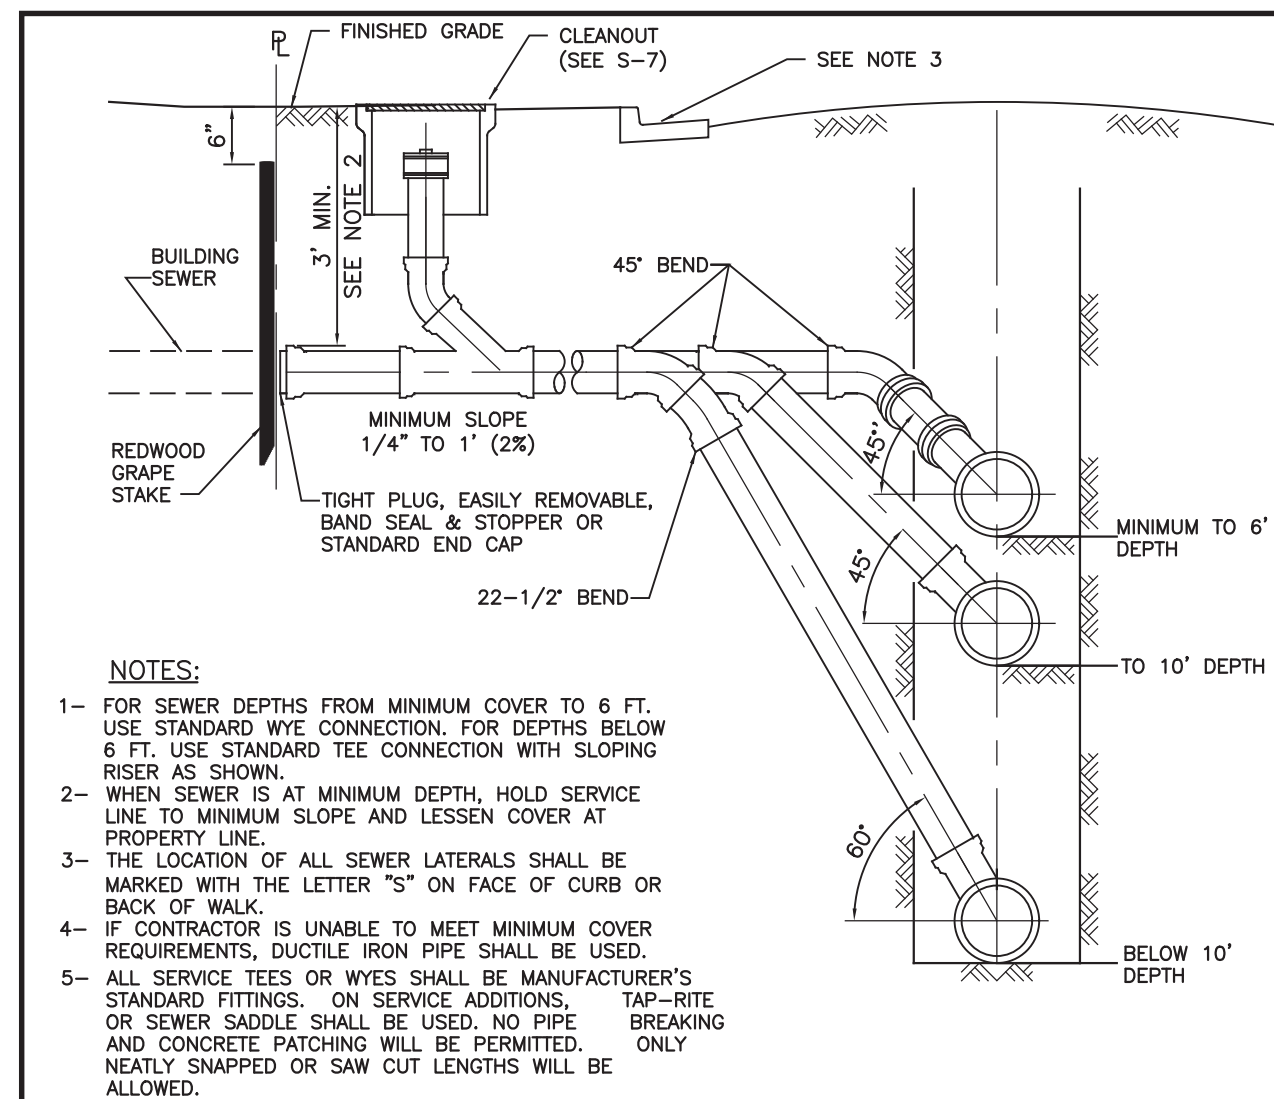 PL
FINISHED GRADE
CLEANOUT
(SEE S-7)
SEE NOTE 3
6"
3' MIN.
SEE NOTE 2
BUILDING
SEWER
45° BEND
REDWOOD
GRAPE
STAKE
MINIMUM SLOPE
1/4" TO 1' (2%)
TIGHT PLUG, EASILY REMOVABLE,
BAND SEAL & STOPPER OR
STANDARD END CAP
22-1/2° BEND
45°'
45°
60°
MINIMUM TO 6'
DEPTH
TO 10' DEPTH
BELOW 10'
DEPTH
NOTES:
1- FOR SEWER DEPTHS FROM MINIMUM COVER TO 6 FT.
USE STANDARD WYE CONNECTION. FOR DEPTHS BELOW
6 FT. USE STANDARD TEE CONNECTION WITH SLOPING
RISER AS SHOWN.
2- WHEN SEWER IS AT MINIMUM DEPTH, HOLD SERVICE
LINE TO MINIMUM SLOPE AND LESSEN COVER AT
PROPERTY LINE.
3- THE LOCATION OF ALL SEWER LATERALS SHALL BE
MARKED WITH THE LETTER "S" ON FACE OF CURB OR
BACK OF WALK.
4- IF CONTRACTOR IS UNABLE TO MEET MINIMUM COVER
REQUIREMENTS, DUCTILE IRON PIPE SHALL BE USED.
5- ALL SERVICE TEES OR WYES SHALL BE MANUFACTURER'S
STANDARD FITTINGS. ON SERVICE ADDITIONS, TAP-RITE
OR SEWER SADDLE SHALL BE USED. NO PIPE BREAKING
AND CONCRETE PATCHING WILL BE PERMITTED. ONLY
NEATLY SNAPPED OR SAW CUT LENGTHS WILL BE
ALLOWED.